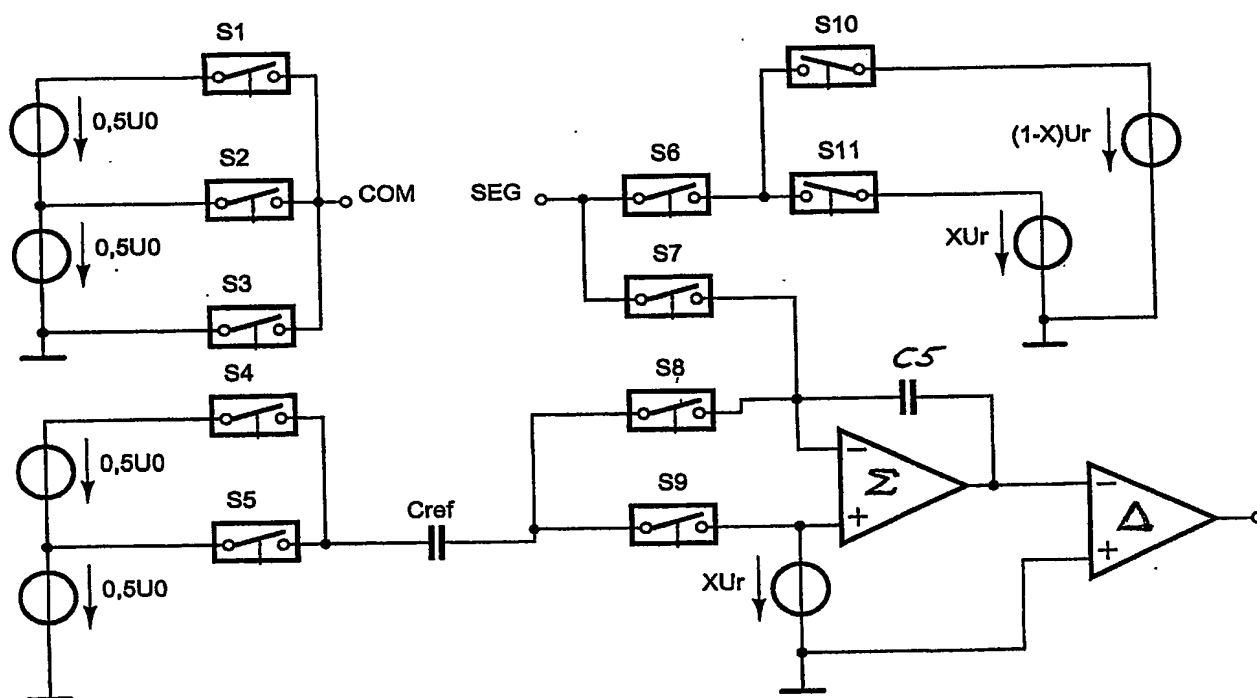 S1
S10
0,5U0
(1-X)Ur
S2
S6
S11
COM
SEG
0,5U0
XUr
S7
S3
S4
S8
C5
0,5U0
−
Σ
S5
Cref
S9
+
−
Δ
+
0,5U0
XUr